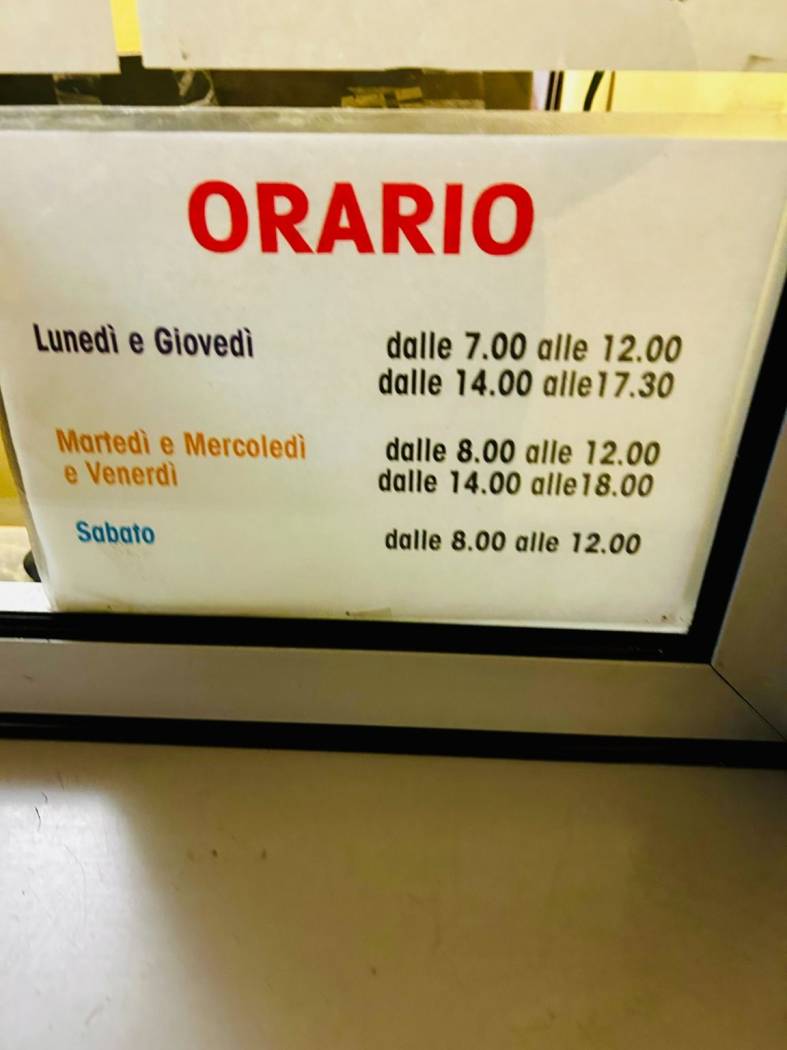 ORARIO
Lunedì e Giovedì dalle 7.00 alle 12.00
dalle 14.00 alle17.30
Martedì e Mercoledì dalle 8.00 alle 12.00
e Venerdì dalle 14.00 alle18.00
Sabato dalle 8.00 alle 12.00